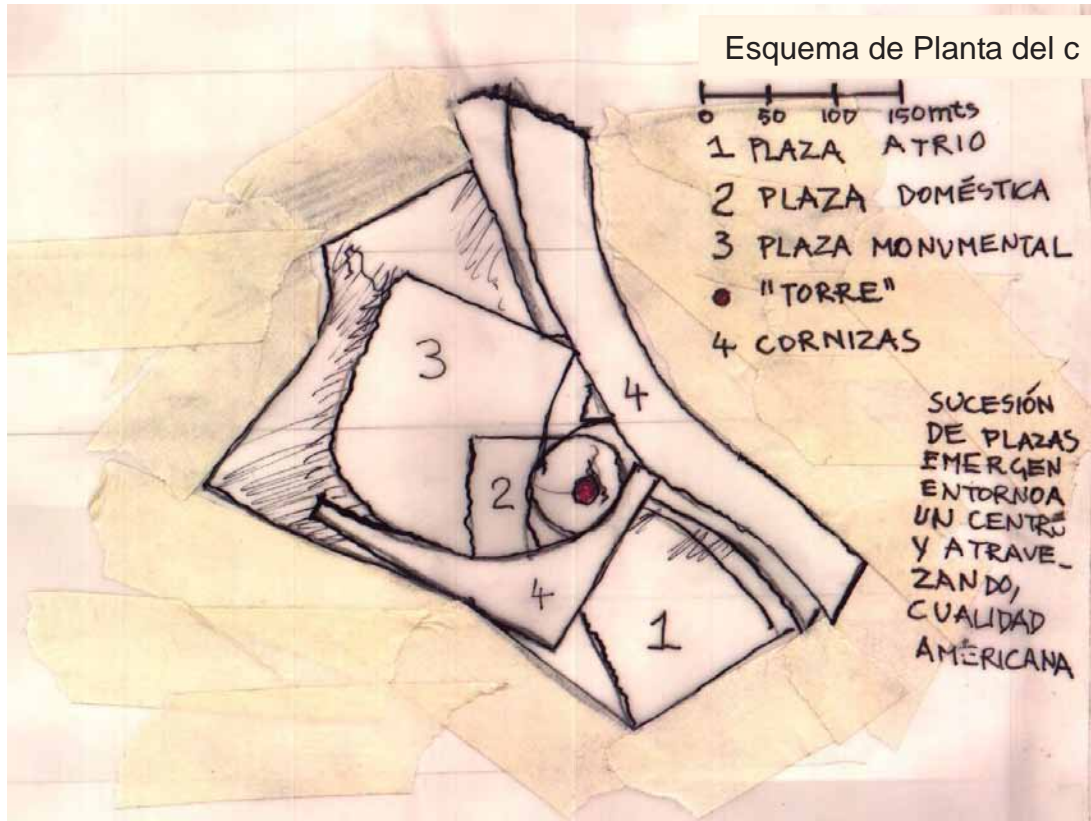 Esquema de Planta del c
0 50 100 150mts
1 PLAZA ATRIO
2 PLAZA DOMÉSTICA
3 PLAZA MONUMENTAL
"TORRE"
4 CORNIZAS
3
4
2
4
1
SUCESIÓN
DE PLAZAS
EMERGEN
ENTORNOA
UN CENTRO
Y ATRAVE_
ZANDO,
CUALIDAD
AMERICANA